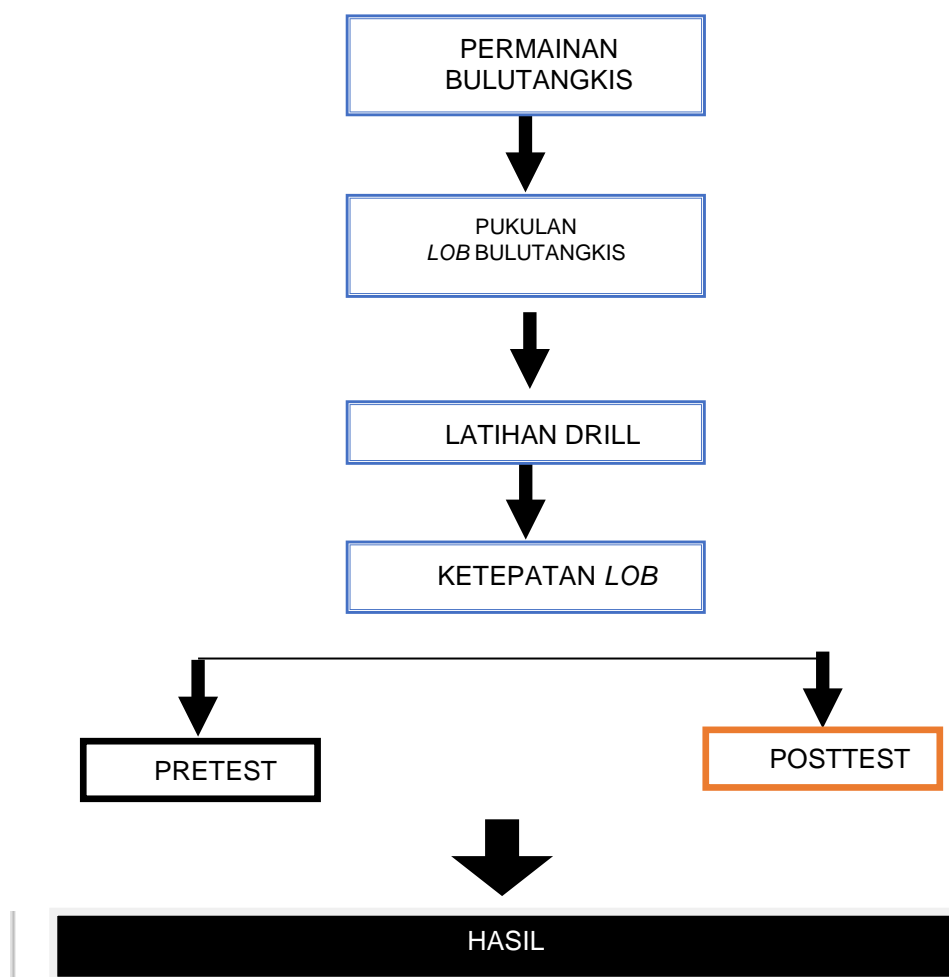 PERMAINAN
BULUTANGKIS
PUKULAN
LOB BULUTANGKIS
LATIHAN DRILL
KETEPATAN LOB
PRETEST
POSTTEST
HASIL